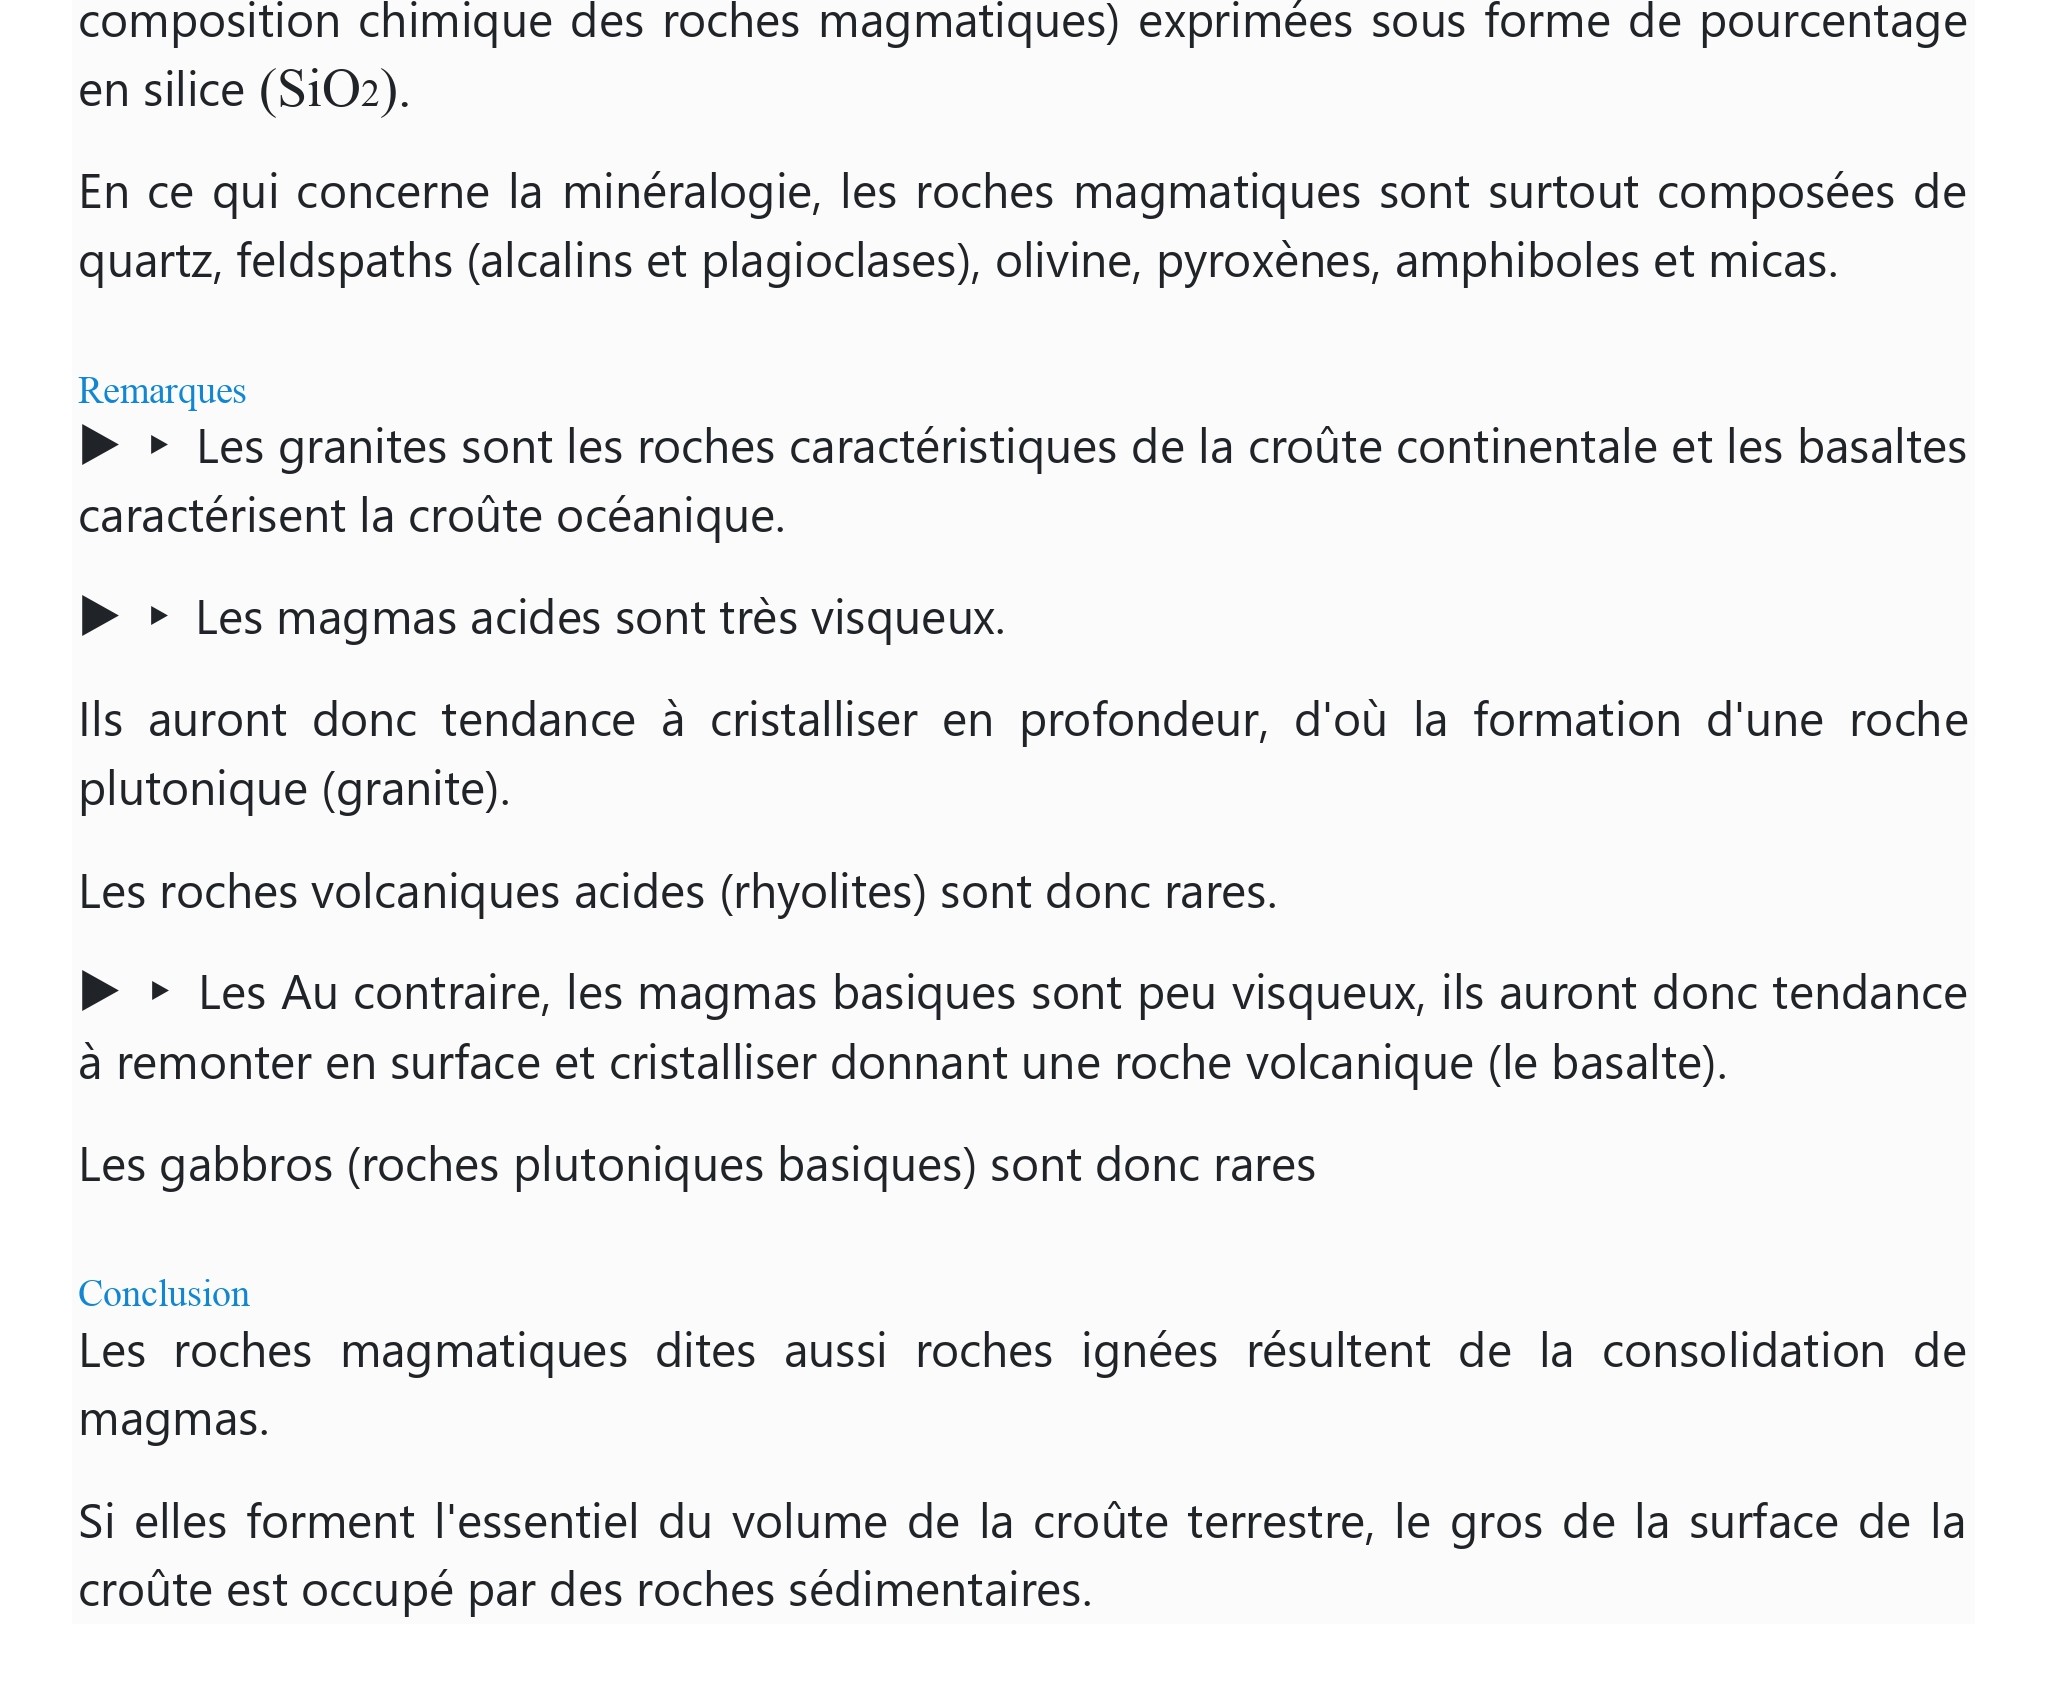 composition chimique des roches magmatiques) exprimées sous forme de pourcentage
en silice (SiO2).
En ce qui concerne la minéralogie, les roches magmatiques sont surtout composées de
quartz, feldspaths (alcalins et plagioclases), olivine, pyroxènes, amphiboles et micas.
Remarques
▶ ‣ Les granites sont les roches caractéristiques de la croûte continentale et les basaltes
caractérisent la croûte océanique.
▶ ‣ Les magmas acides sont très visqueux.
Ils auront donc tendance à cristalliser en profondeur, d'où la formation d'une roche
plutonique (granite).
Les roches volcaniques acides (rhyolites) sont donc rares.
▶ ‣ Les Au contraire, les magmas basiques sont peu visqueux, ils auront donc tendance
à remonter en surface et cristalliser donnant une roche volcanique (le basalte).
Les gabbros (roches plutoniques basiques) sont donc rares
Conclusion
Les roches magmatiques dites aussi roches ignées résultent de la consolidation de
magmas.
Si elles forment l'essentiel du volume de la croûte terrestre, le gros de la surface de la
croûte est occupé par des roches sédimentaires.